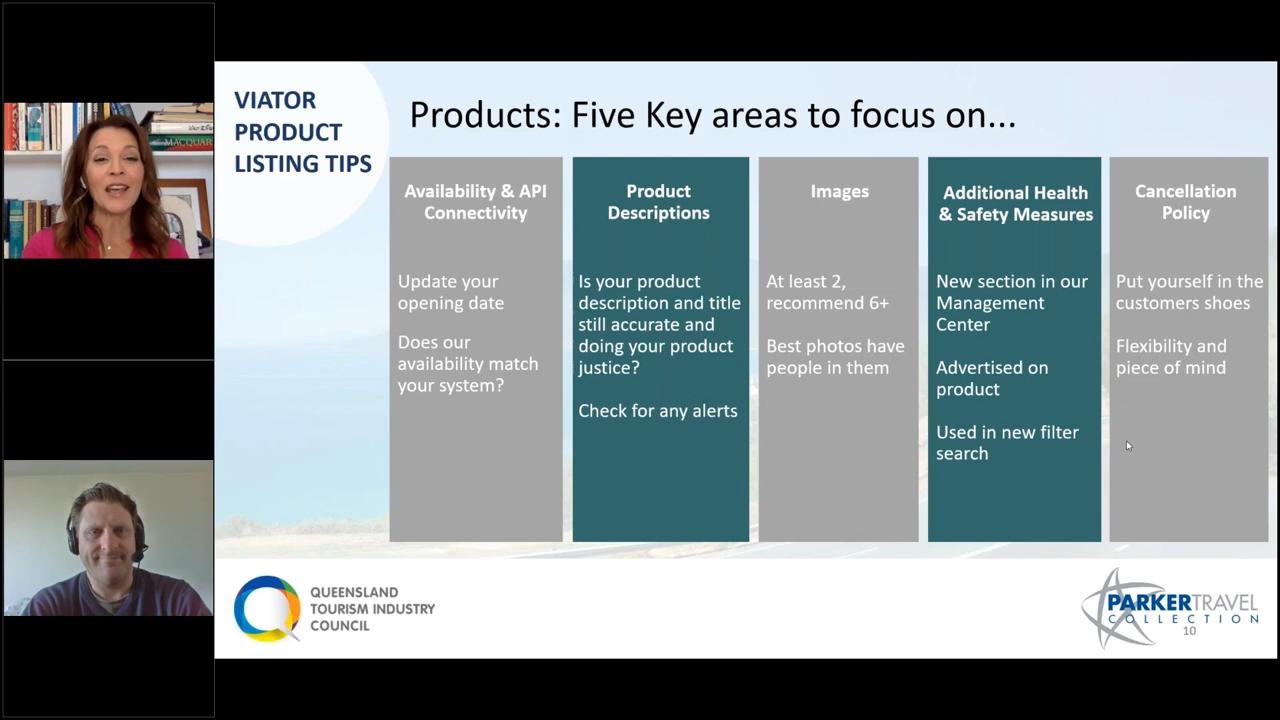 VIATOR
PRODUCT
LISTING TIPS
Products: Five Key areas to focus on...
Availability & API
Connectivity
Update your
opening date
Does our
availability match
your system?
Product
Descriptions
Is your product
description and title
still accurate and
doing your product
justice?
Check for any alerts
Images
At least 2,
recommend 6+
Best photos have
people in them
Additional Health
& Safety Measures
New section in our
Management
Center
Advertised on
product
Used in new filter
search
Cancellation
Policy
Put yourself in the
customers shoes
Flexibility and
piece of mind
QUEENSLAND
TOURISM INDUSTRY
COUNCIL
PARKERTRAVEL
COLLECTION
10
MACQUAR